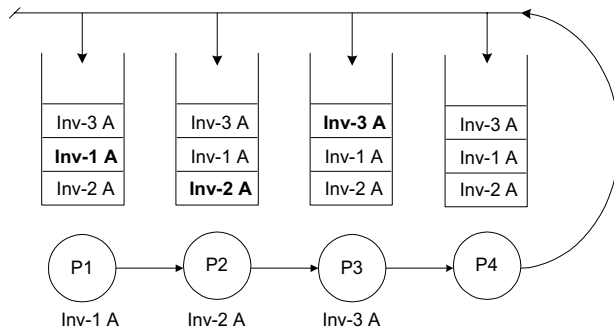 Inv-3 A Inv-3 A Inv-3 A Inv-3 A
Inv-1 A Inv-1 A Inv-1 A Inv-1 A
Inv-2 A Inv-2 A Inv-2 A Inv-2 A
P1 P2 P3 P4
Inv-1 A Inv-2 A Inv-3 A